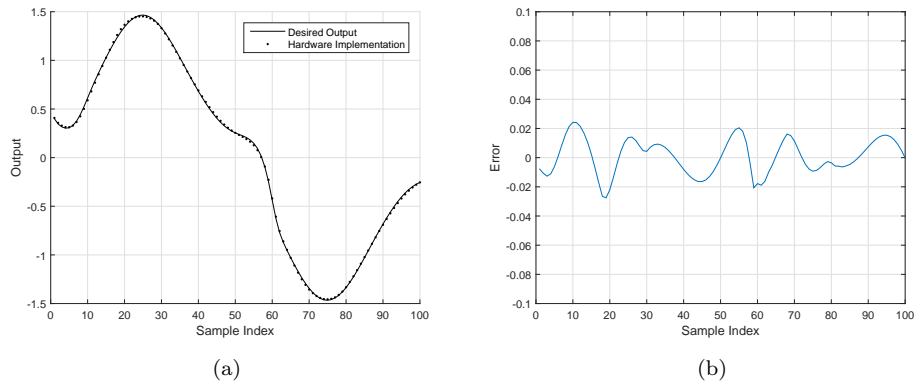 1.5
1
0.5
0
-0.5
-1
-1.5
Output
0 10 20 30 40 50 60 70 80 90 100
Sample Index
Desired Output
Hardware Implementation
(a)
0.1
0.08
0.06
0.04
0.02
0
-0.02
-0.04
-0.06
-0.08
-0.1
Error
0 10 20 30 40 50 60 70 80 90 100
Sample Index
(b)